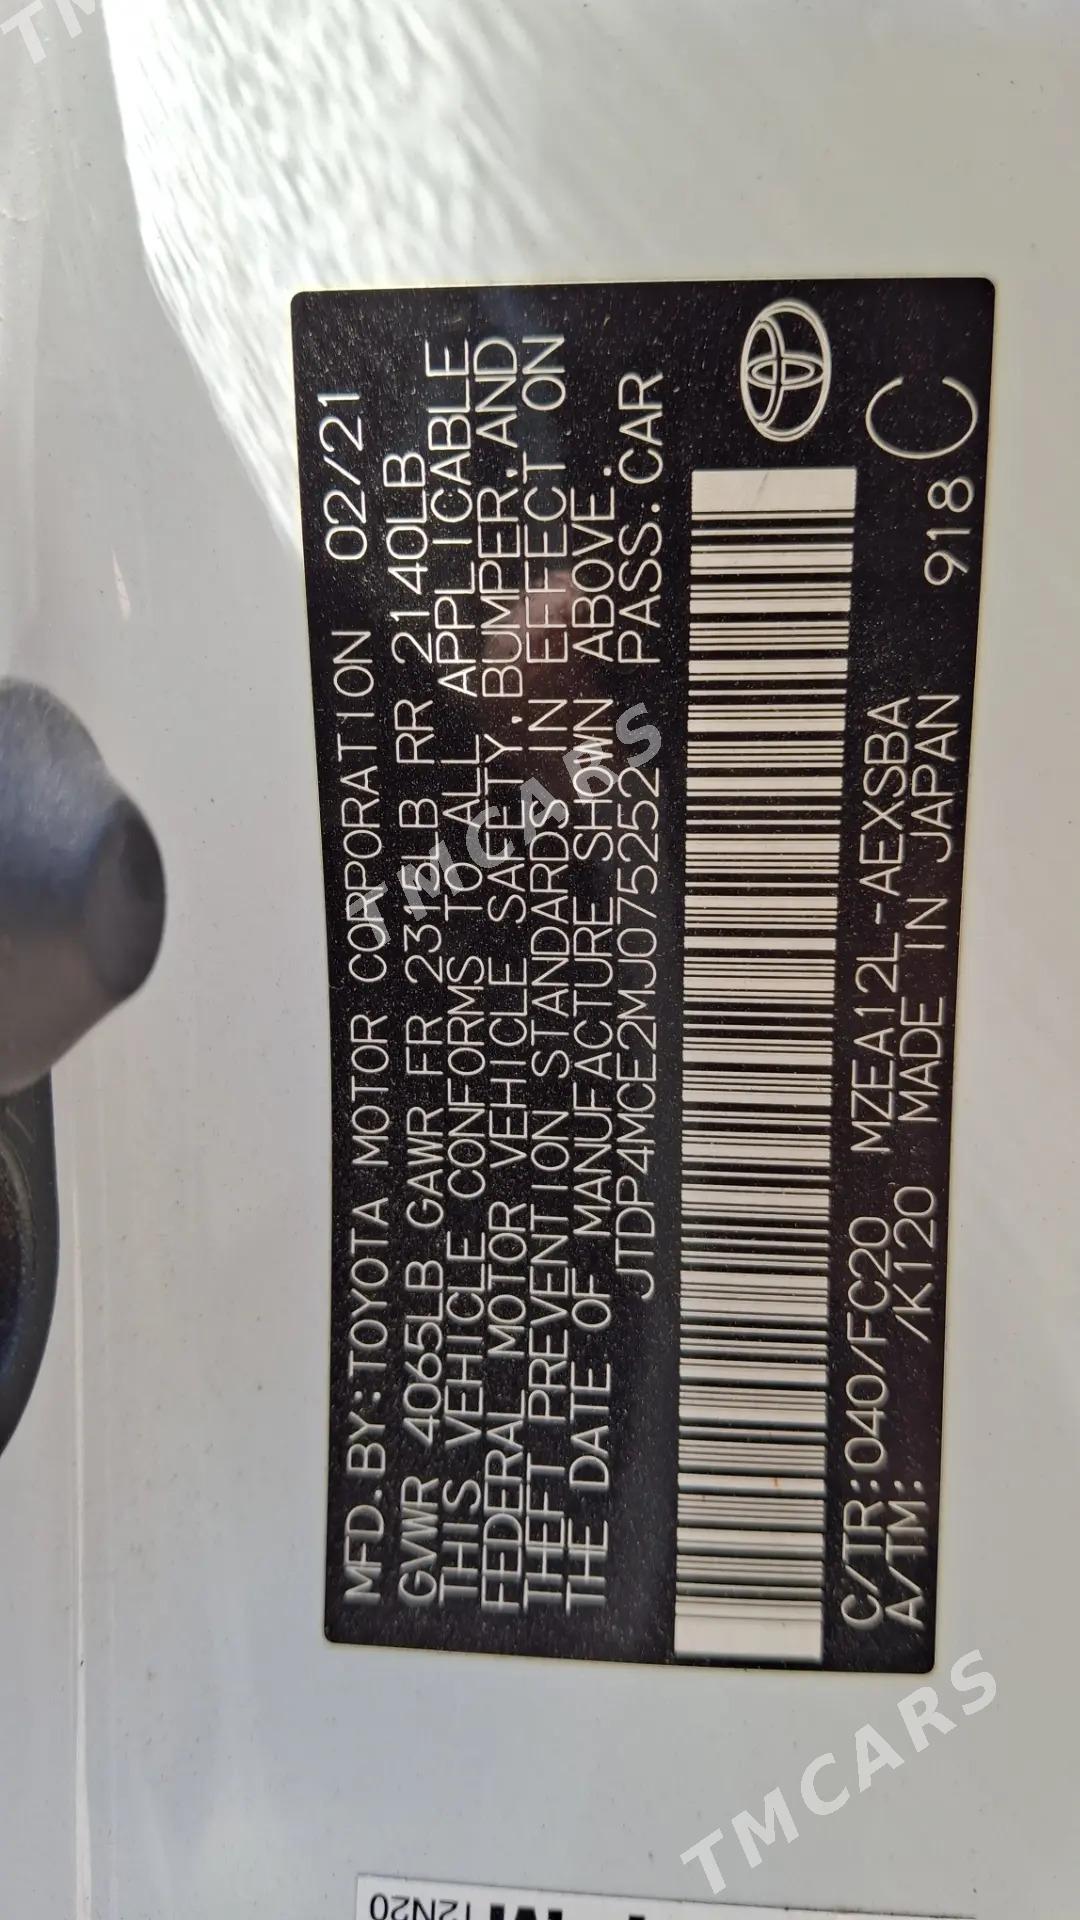 MFD.BY:TOYOTA MOTOR CORPORATION 02/21
GVWR 4065LB GAWR FR 2315LB RR 2140LB
THIS VEHICLE CONFORMS TO ALL APPLICABLE
FEDERAL MOTOR VEHICLE SAFETY,BUMPER,AND
THEFT PREVENTION STANDARDS IN EFFECT ON
THE DATE OF MANUFACTURE SHOWN ABOVE.
JTDP4MCE2MJ075252 PASS.CAR
C/TR:040/FC20 MZEA12L-AEXSBA
A/TM: /K120 MADE IN JAPAN 918 C
TMCARS
TMCARS
12N20